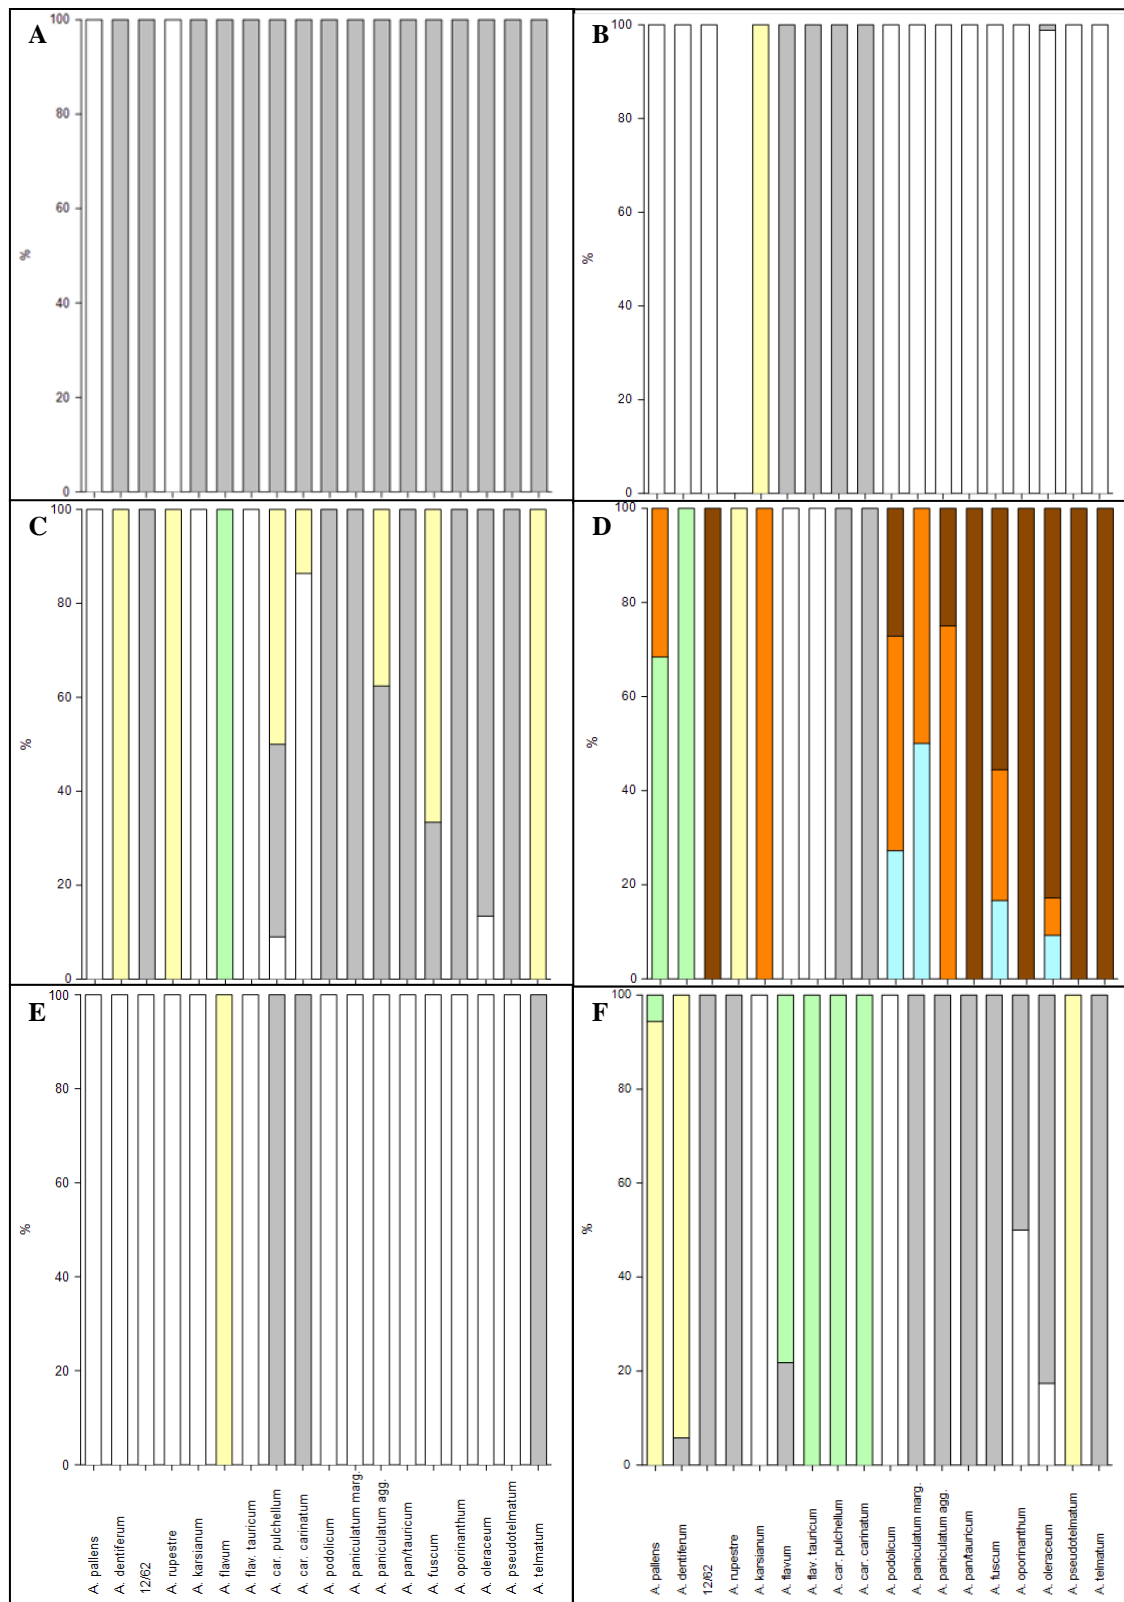 A
100
80
60
40
20
0
%
B
100
80
60
40
20
0
%
C
100
80
60
40
20
0
%
D
100
80
60
40
20
0
%
E
100
80
60
40
20
0
%
A. pallens
A. dentiferum
12/62
A. rupestre
A. karsianum
A. flavum
A. flav. tauricum
A. car. pulchellum
A. car. carinatum
A. podolicum
A. paniculatum marg.
A. paniculatum agg.
A. pan/tauricum
A. fuscum
A. oporinanthum
A. oleraceum
A. pseudotelmatum
A. telmatum
F
100
80
60
40
20
0
%
A. pallens
A. dentiferum
12/62
A. rupestre
A. karsianum
A. flavum
A. flav. tauricum
A. car. pulchellum
A. car. carinatum
A. podolicum
A. paniculatum marg.
A. paniculatum agg.
A. pan/tauricum
A. fuscum
A. oporinanthum
A. oleraceum
A. pseudotelmatum
A. telmatum